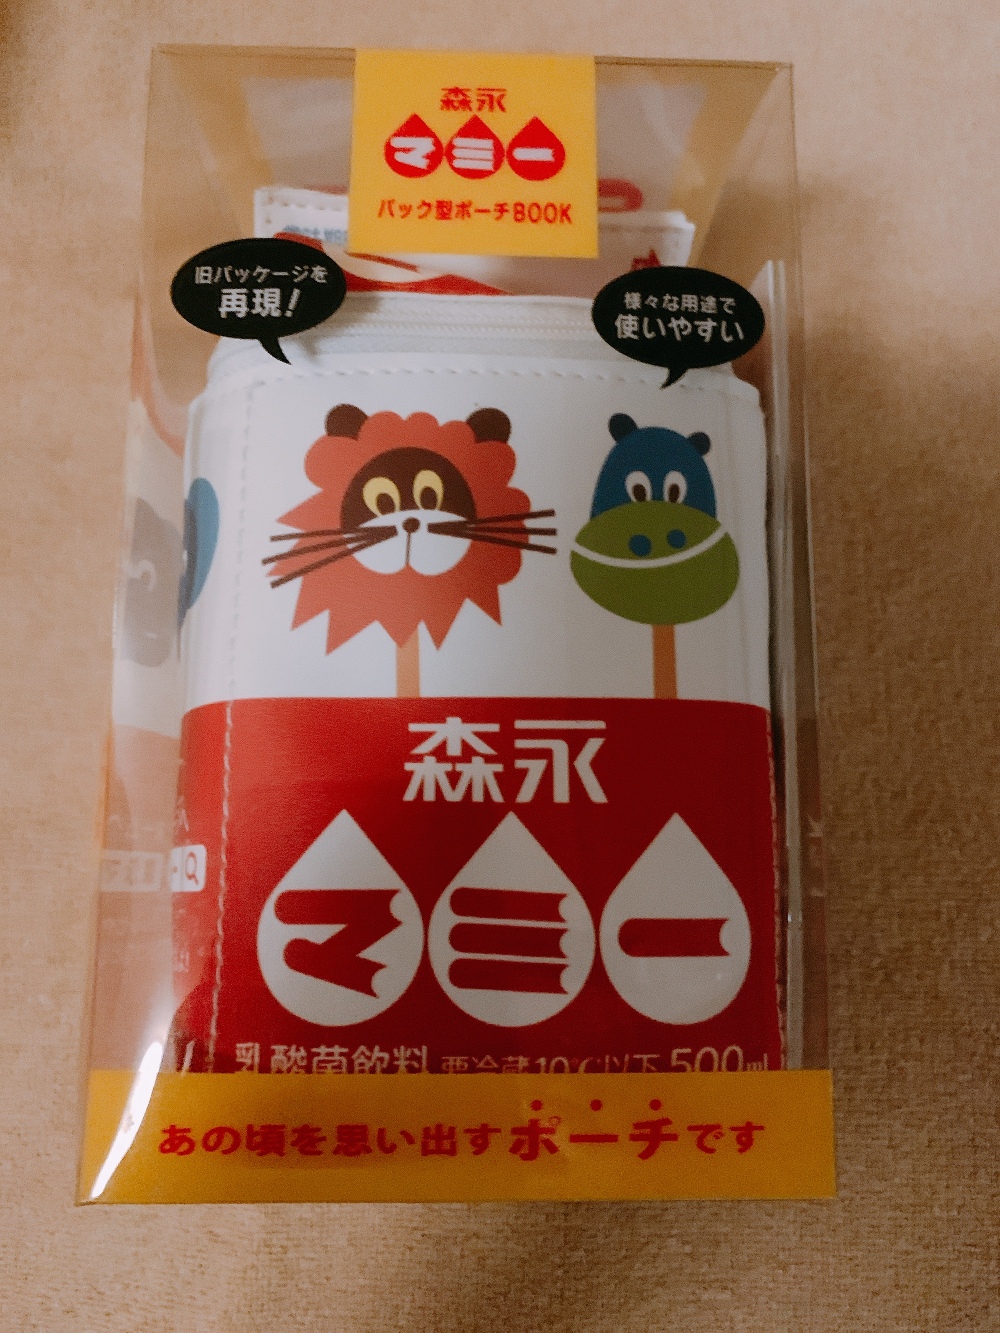 森永
マミー
パック型ポーチBOOK
旧パッケージを
再現!
様々な用途で
使いやすい
森永
マミー
乳酸菌飲料 要冷蔵10℃以下 500ml
あの頃を思い出すポーチです